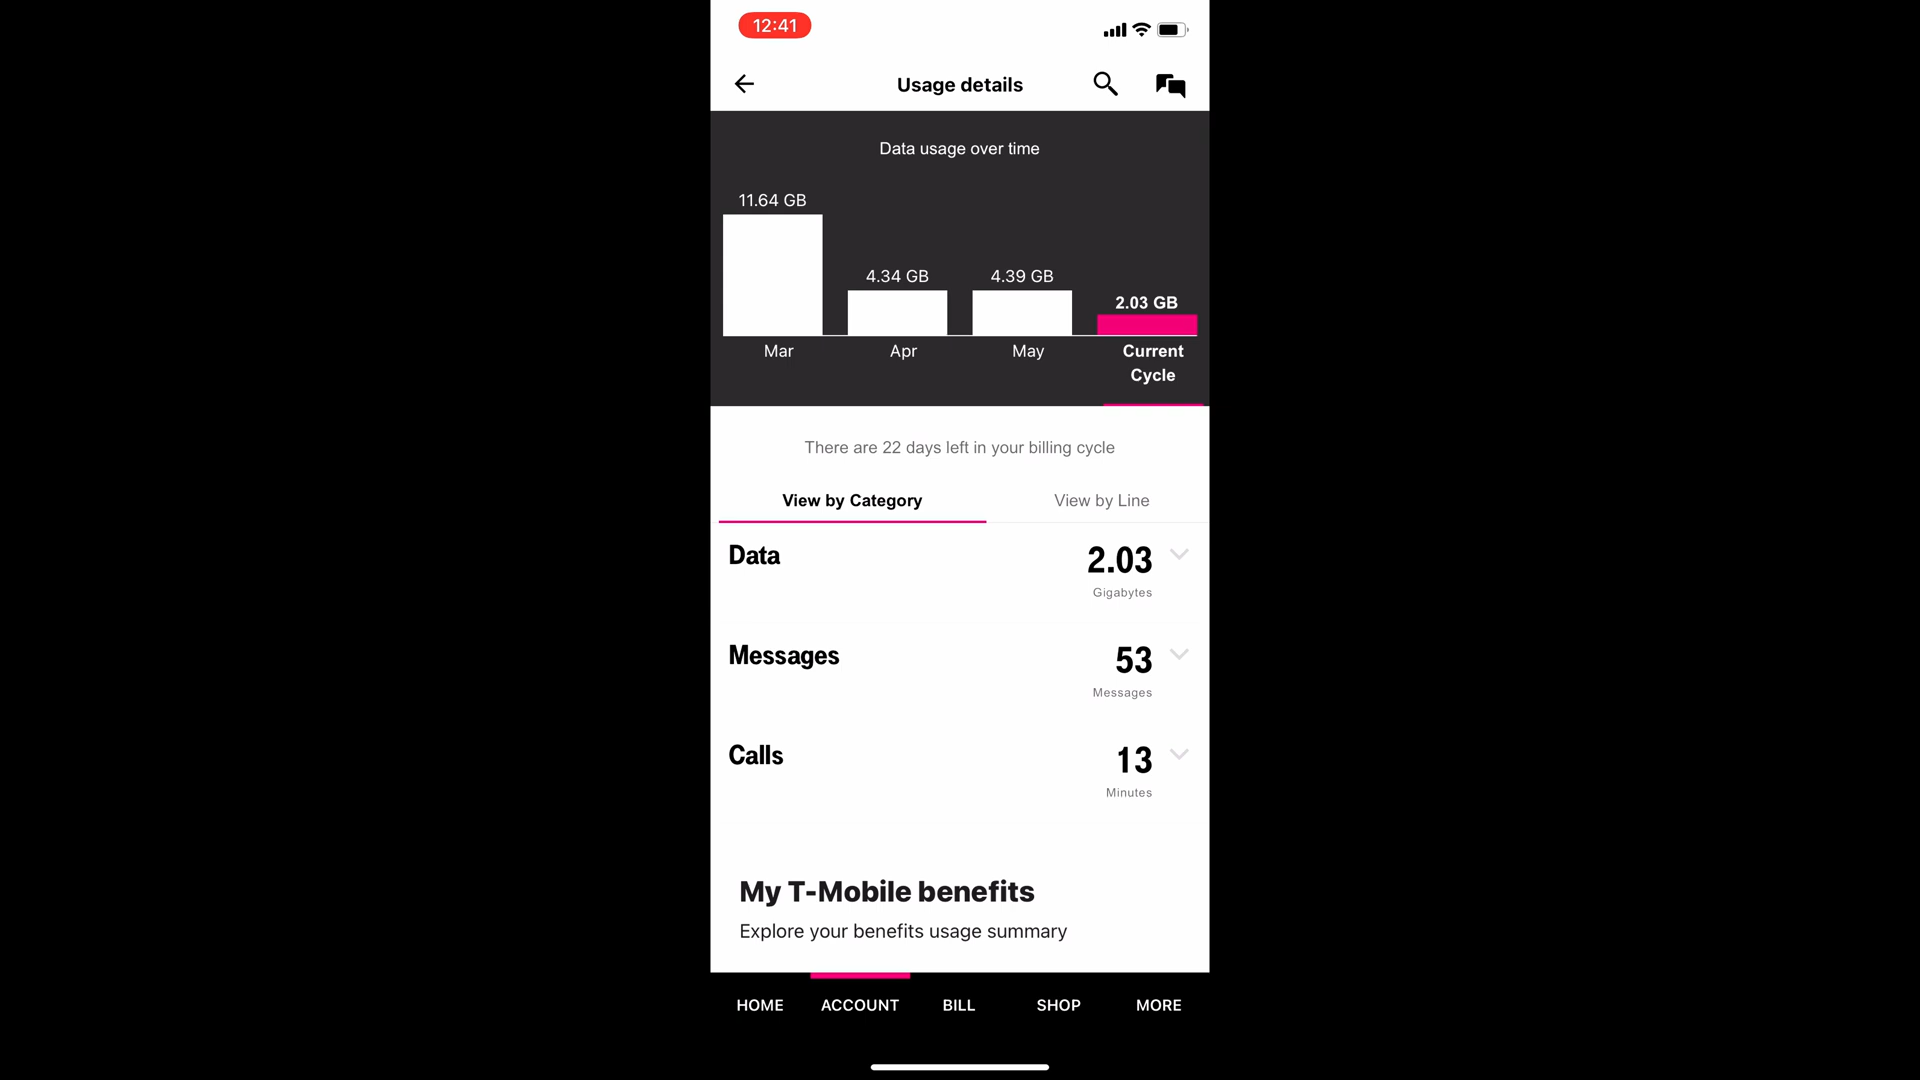 12:41
Usage details
Data usage over time
11.64 GB
4.34 GB
4.39 GB
2.03 GB
Mar
Apr
May
Current
Cycle
There are 22 days left in your billing cycle
View by Category
View by Line
Data
2.03
Gigabytes
Messages
53
Messages
Calls
13
Minutes
My T-Mobile benefits
Explore your benefits usage summary
HOME
ACCOUNT
BILL
SHOP
MORE